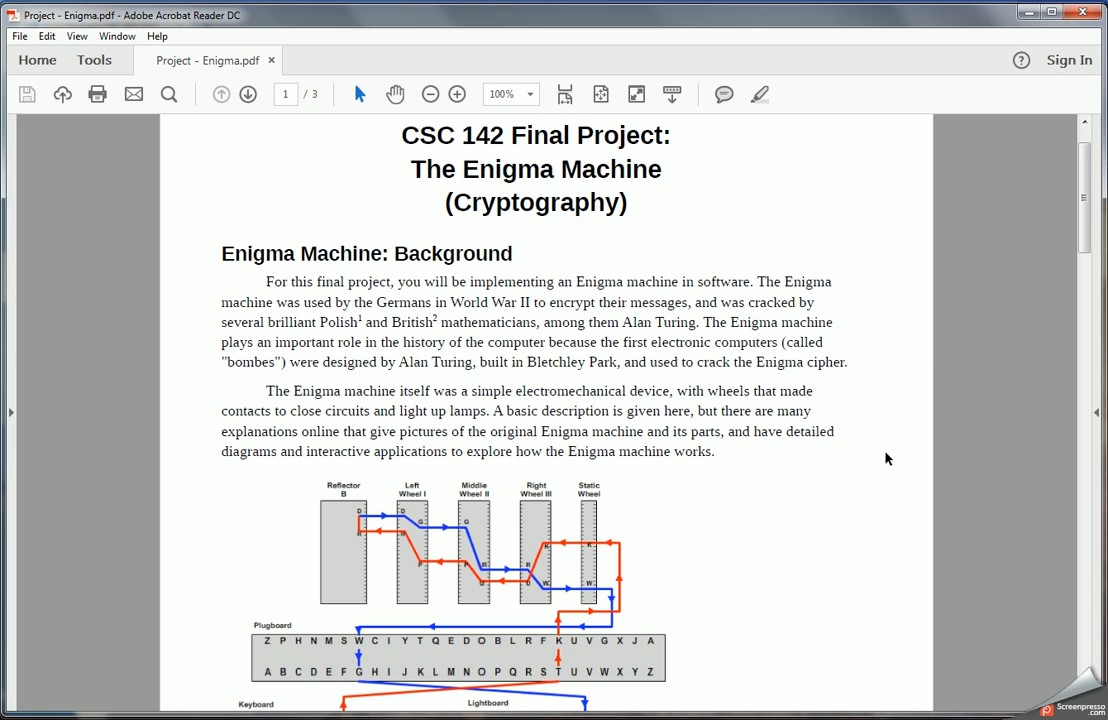 Project - Enigma.pdf - Adobe Acrobat Reader DC
File Edit View Window Help
Home Tools Project - Enigma.pdf × ? Sign In
1 / 3 100%
CSC 142 Final Project:
The Enigma Machine
(Cryptography)
Enigma Machine: Background
For this final project, you will be implementing an Enigma machine in software. The Enigma
machine was used by the Germans in World War II to encrypt their messages, and was cracked by
several brilliant Polish¹ and British² mathematicians, among them Alan Turing. The Enigma machine
plays an important role in the history of the computer because the first electronic computers (called
"bombes") were designed by Alan Turing, built in Bletchley Park, and used to crack the Enigma cipher.
The Enigma machine itself was a simple electromechanical device, with wheels that made
contacts to close circuits and light up lamps. A basic description is given here, but there are many
explanations online that give pictures of the original Enigma machine and its parts, and have detailed
diagrams and interactive applications to explore how the Enigma machine works.
Reflector Left Middle Right Static
B Wheel I Wheel II Wheel III Wheel
D D
G G
K K
R R
W W
Plugboard
Z P H N M S W C I Y T Q E D O B L R F K U V G X J A
A B C D E F G H I J K L M N O P Q R S T U V W X Y Z
Keyboard Lightboard
Screenpresso
.com